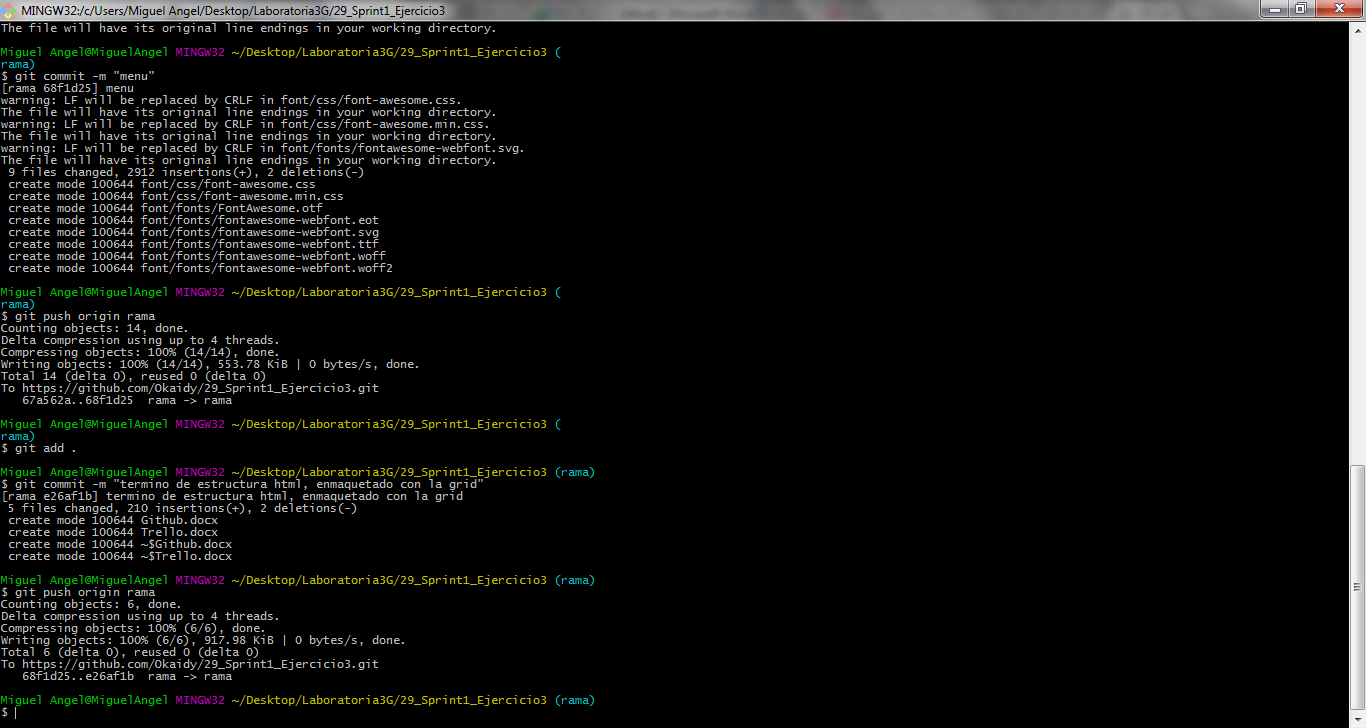 MINGW32:/c/Users/Miguel Angel/Desktop/Laboratoria3G/29_Sprint1_Ejercicio3
The file will have its original line endings in your working directory.
Miguel Angel@MiguelAngel MINGW32 ~/Desktop/Laboratoria3G/29_Sprint1_Ejercicio3 (
rama)
$ git commit -m "menu"
[rama 68f1d25] menu
warning: LF will be replaced by CRLF in font/css/font-awesome.css.
The file will have its original line endings in your working directory.
warning: LF will be replaced by CRLF in font/css/font-awesome.min.css.
The file will have its original line endings in your working directory.
warning: LF will be replaced by CRLF in font/fonts/fontawesome-webfont.svg.
The file will have its original line endings in your working directory.
 9 files changed, 2912 insertions(+), 2 deletions(-)
 create mode 100644 font/css/font-awesome.css
 create mode 100644 font/css/font-awesome.min.css
 create mode 100644 font/fonts/FontAwesome.otf
 create mode 100644 font/fonts/fontawesome-webfont.eot
 create mode 100644 font/fonts/fontawesome-webfont.svg
 create mode 100644 font/fonts/fontawesome-webfont.ttf
 create mode 100644 font/fonts/fontawesome-webfont.woff
 create mode 100644 font/fonts/fontawesome-webfont.woff2
Miguel Angel@MiguelAngel MINGW32 ~/Desktop/Laboratoria3G/29_Sprint1_Ejercicio3 (
rama)
$ git push origin rama
Counting objects: 14, done.
Delta compression using up to 4 threads.
Compressing objects: 100% (14/14), done.
Writing objects: 100% (14/14), 553.78 KiB | 0 bytes/s, done.
Total 14 (delta 0), reused 0 (delta 0)
To https://github.com/Okaidy/29_Sprint1_Ejercicio3.git
   67a562a..68f1d25  rama -> rama
Miguel Angel@MiguelAngel MINGW32 ~/Desktop/Laboratoria3G/29_Sprint1_Ejercicio3 (
rama)
$ git add .
Miguel Angel@MiguelAngel MINGW32 ~/Desktop/Laboratoria3G/29_Sprint1_Ejercicio3 (rama)
$ git commit -m "termino de estructura html, enmaquetado con la grid"
[rama e26af1b] termino de estructura html, enmaquetado con la grid
 5 files changed, 210 insertions(+), 2 deletions(-)
 create mode 100644 Github.docx
 create mode 100644 Trello.docx
 create mode 100644 ~$Github.docx
 create mode 100644 ~$Trello.docx
Miguel Angel@MiguelAngel MINGW32 ~/Desktop/Laboratoria3G/29_Sprint1_Ejercicio3 (rama)
$ git push origin rama
Counting objects: 6, done.
Delta compression using up to 4 threads.
Compressing objects: 100% (6/6), done.
Writing objects: 100% (6/6), 917.98 KiB | 0 bytes/s, done.
Total 6 (delta 0), reused 0 (delta 0)
To https://github.com/Okaidy/29_Sprint1_Ejercicio3.git
   68f1d25..e26af1b  rama -> rama
Miguel Angel@MiguelAngel MINGW32 ~/Desktop/Laboratoria3G/29_Sprint1_Ejercicio3 (rama)
$